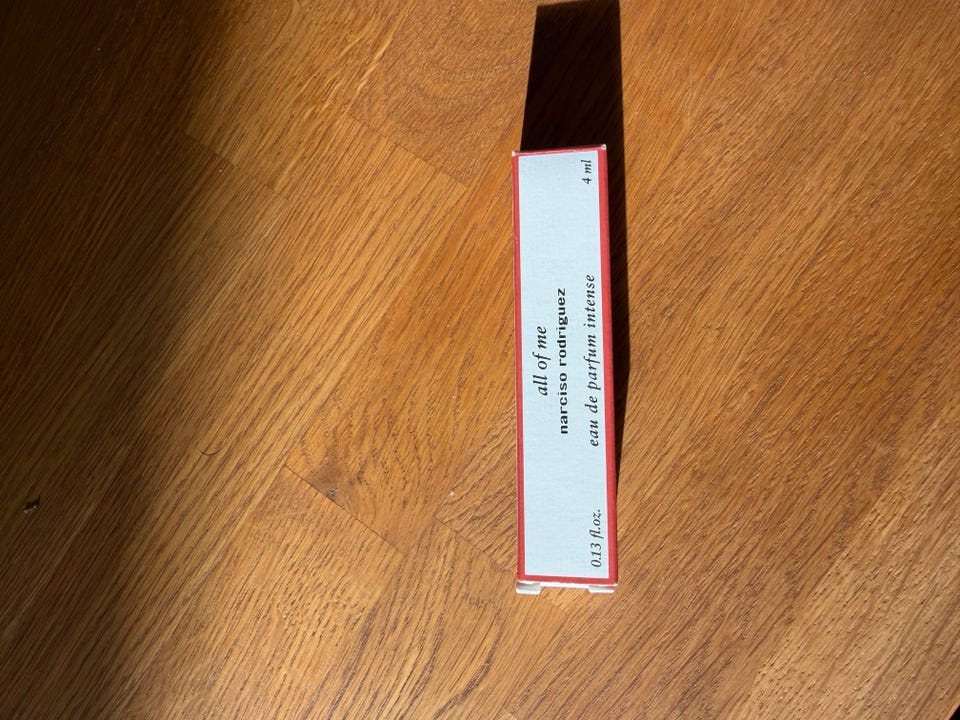 all of me
narciso rodriguez
eau de parfum intense
0.13 fl.oz.
4 ml